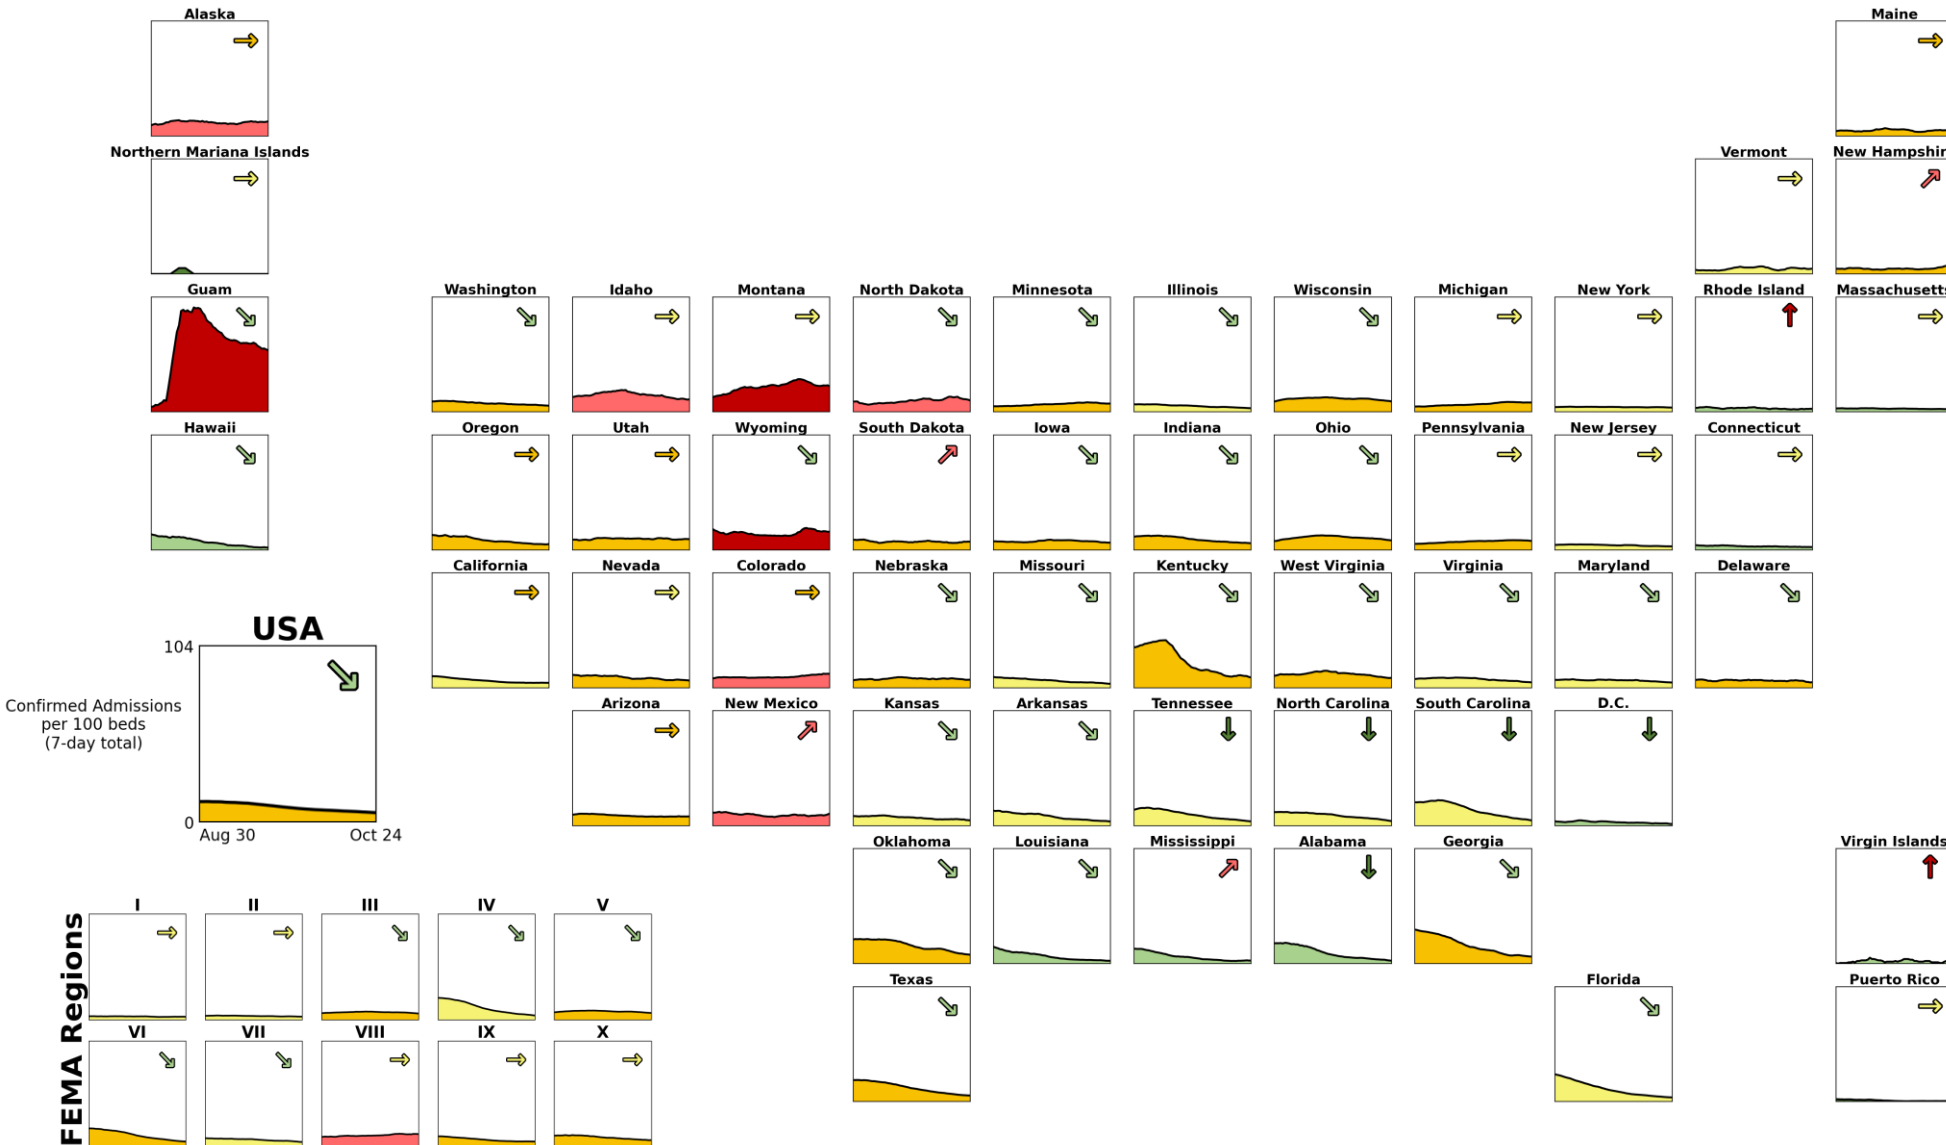 Alaska
Maine
Northern Mariana Islands
Vermont
New Hampshir
Guam
Washington
Idaho
Montana
North Dakota
Minnesota
Illinois
Wisconsin
Michigan
New York
Rhode Island
Massachusetts
Hawaii
Oregon
Utah
Wyoming
South Dakota
Iowa
Indiana
Ohio
Pennsylvania
New Jersey
Connecticut
California
Nevada
Colorado
Nebraska
Missouri
Kentucky
West Virginia
Virginia
Maryland
Delaware
USA
104
Confirmed Admissions
per 100 beds
(7-day total)
0
Aug 30
Oct 24
Arizona
New Mexico
Kansas
Arkansas
Tennessee
North Carolina
South Carolina
D.C.
Oklahoma
Louisiana
Mississippi
Alabama
Georgia
Virgin Islands
Texas
Florida
Puerto Rico
FEMA Regions
I
II
III
IV
V
VI
VII
VIII
IX
X